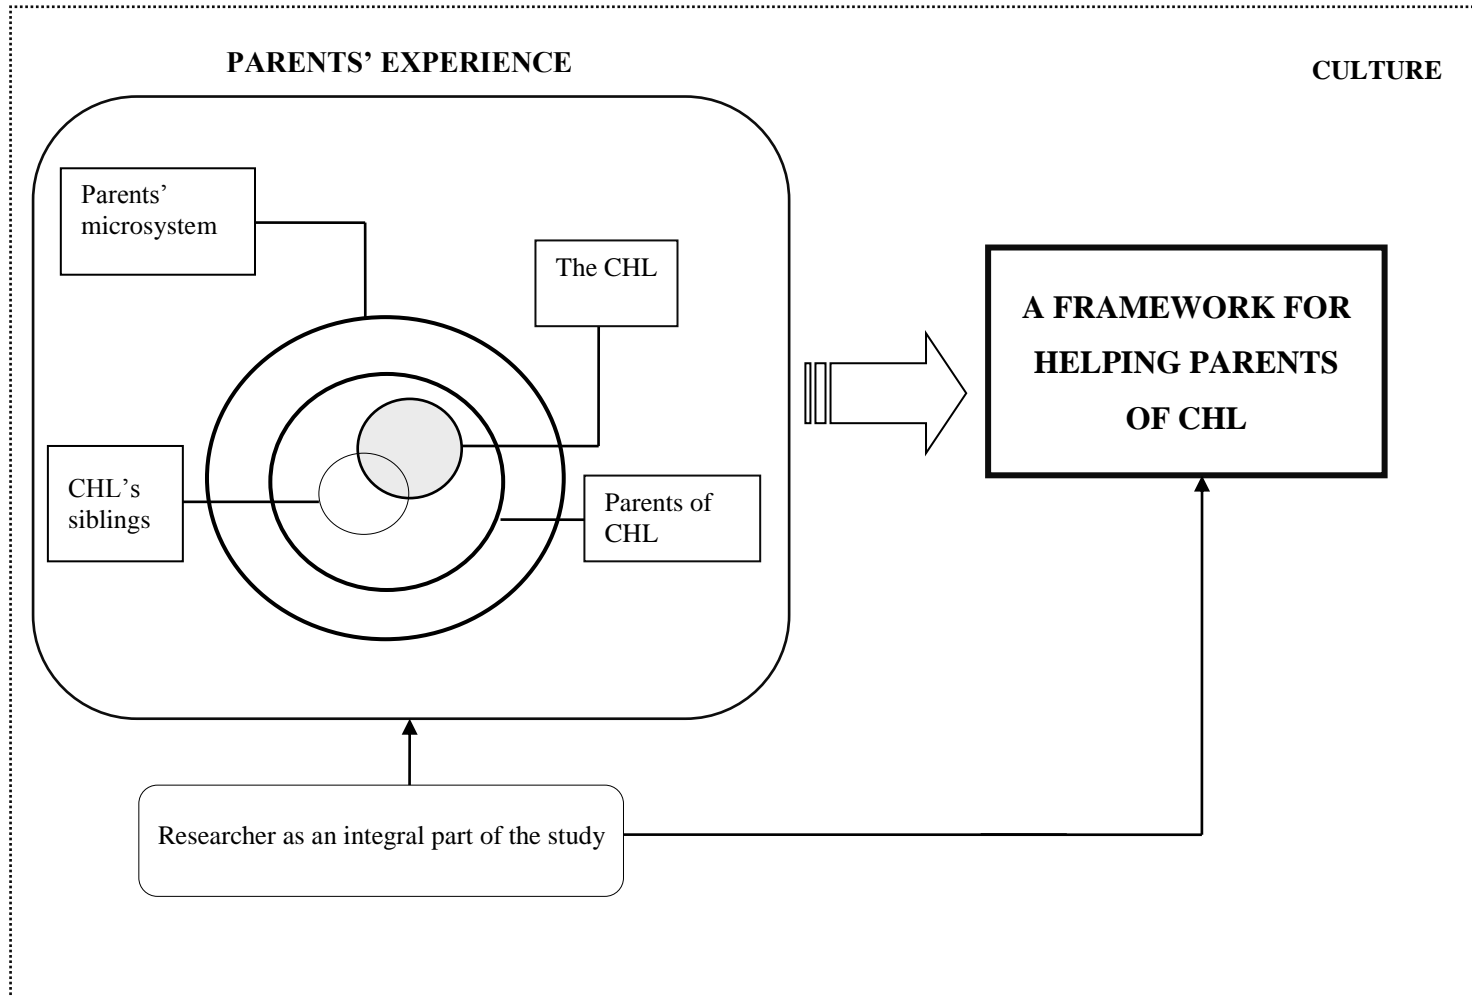 PARENTS’ EXPERIENCE
CULTURE
Parents’
microsystem
The CHL
A FRAMEWORK FOR
HELPING PARENTS
OF CHL
CHL’s
siblings
Parents of
CHL
Researcher as an integral part of the study